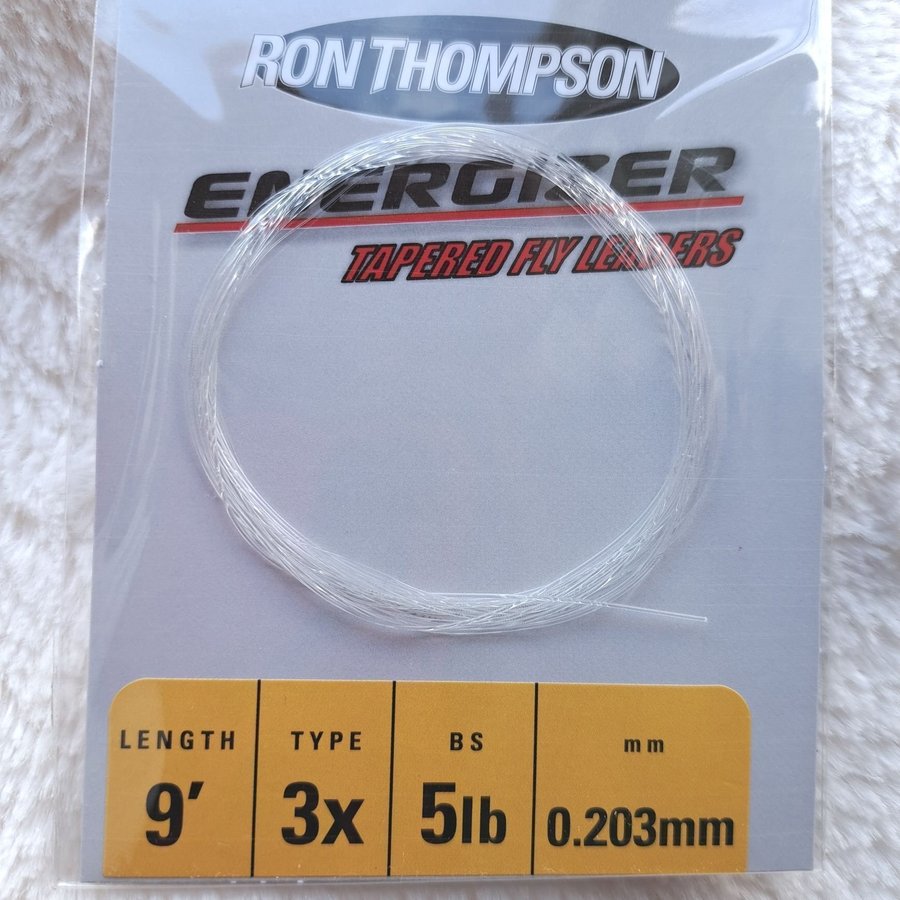 RON THOMPSON
ENERGIZER
TAPERED FLY LEADERS
LENGTH TYPE BS mm
9' 3x 5lb 0.203mm